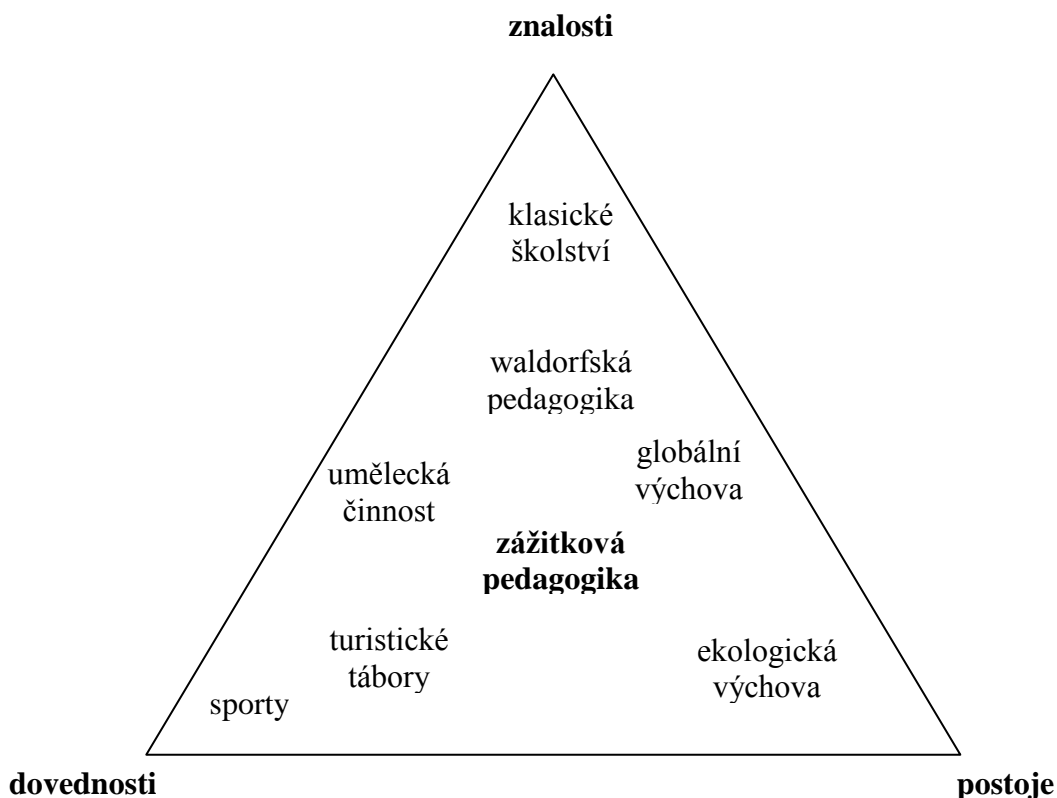 znalosti
klasické
školství
waldorfská
pedagogika
globální
výchova
umělecká
činnost
zážitková
pedagogika
turistické
tábory
ekologická
výchova
sporty
dovednosti
postoje